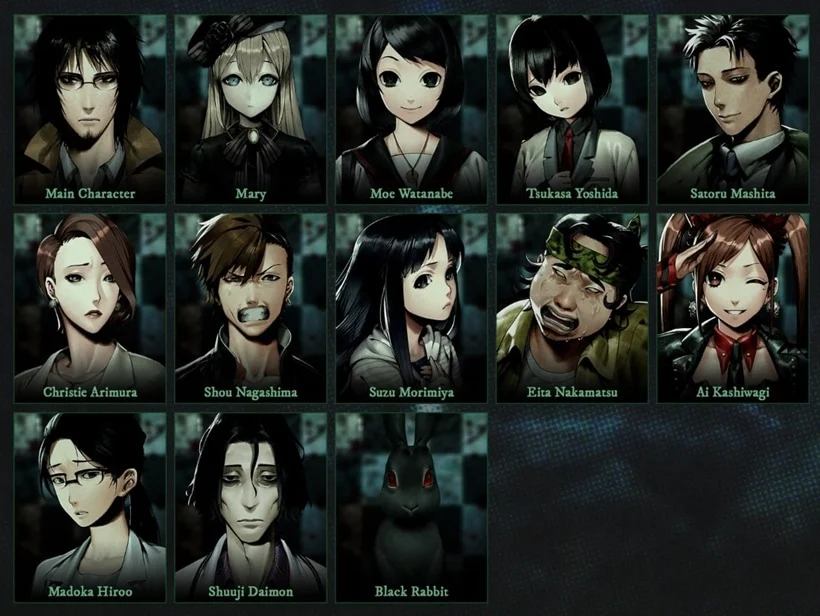 Main Character
Mary
Moe Watanabe
Tsukasa Yoshida
Satoru Mashita
Christie Arimura
Shou Nagashima
Suzu Morimiya
Eita Nakamatsu
Ai Kashiwagi
Madoka Hiroo
Shuuji Daimon
Black Rabbit